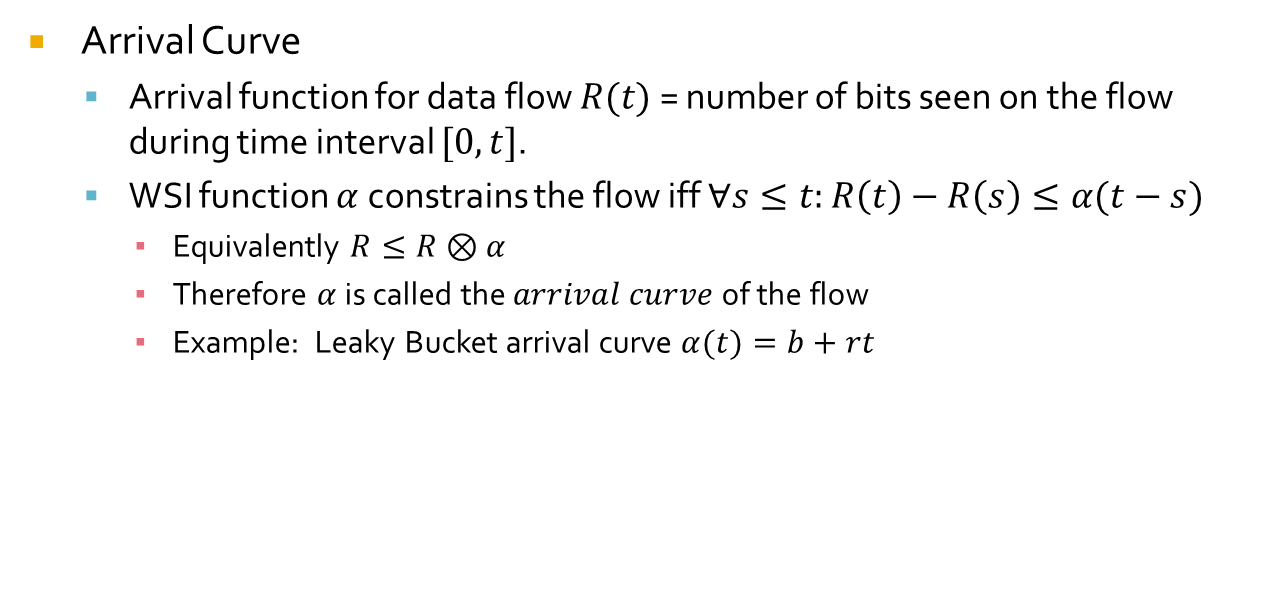 Arrival Curve
Arrival function for data flow 𝑅(𝑡) = number of bits seen on the flow
during time interval [0, 𝑡].
WSI function 𝛼 constrains the flow iff ∀𝑠 ≤ 𝑡: 𝑅(𝑡) − 𝑅(𝑠) ≤ 𝛼(𝑡 − 𝑠)
Equivalently 𝑅 ≤ 𝑅 ⊗ 𝛼
Therefore 𝛼 is called the 𝑎𝑟𝑟𝑖𝑣𝑎𝑙 𝑐𝑢𝑟𝑣𝑒 of the flow
Example: Leaky Bucket arrival curve 𝛼(𝑡) = 𝑏 + 𝑟𝑡